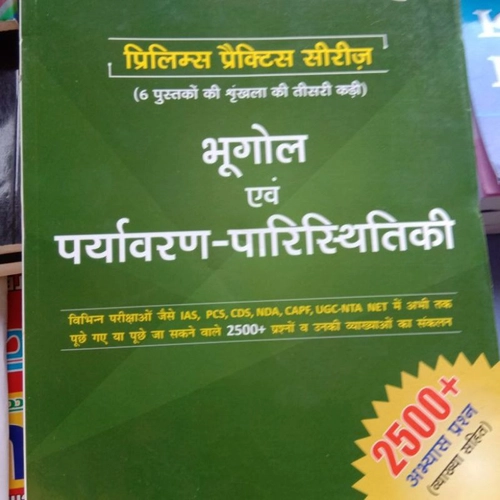 प्रिलिम्स प्रैक्टिस सीरीज़
(6 पुस्तकों की शृंखला की तीसरी कड़ी)
भूगोल
एवं
पर्यावरण-पारिस्थितिकी
विभिन्न परीक्षाओं जैसे IAS, PCS, CDS, NDA, CAPF, UGC-NTA NET में अभी तक
पूछे गए या पूछे जा सकने वाले 2500+ प्रश्नों व उनकी व्याख्याओं का संकलन
2500+
अभ्यास प्रश्न
(व्याख्या सहित)